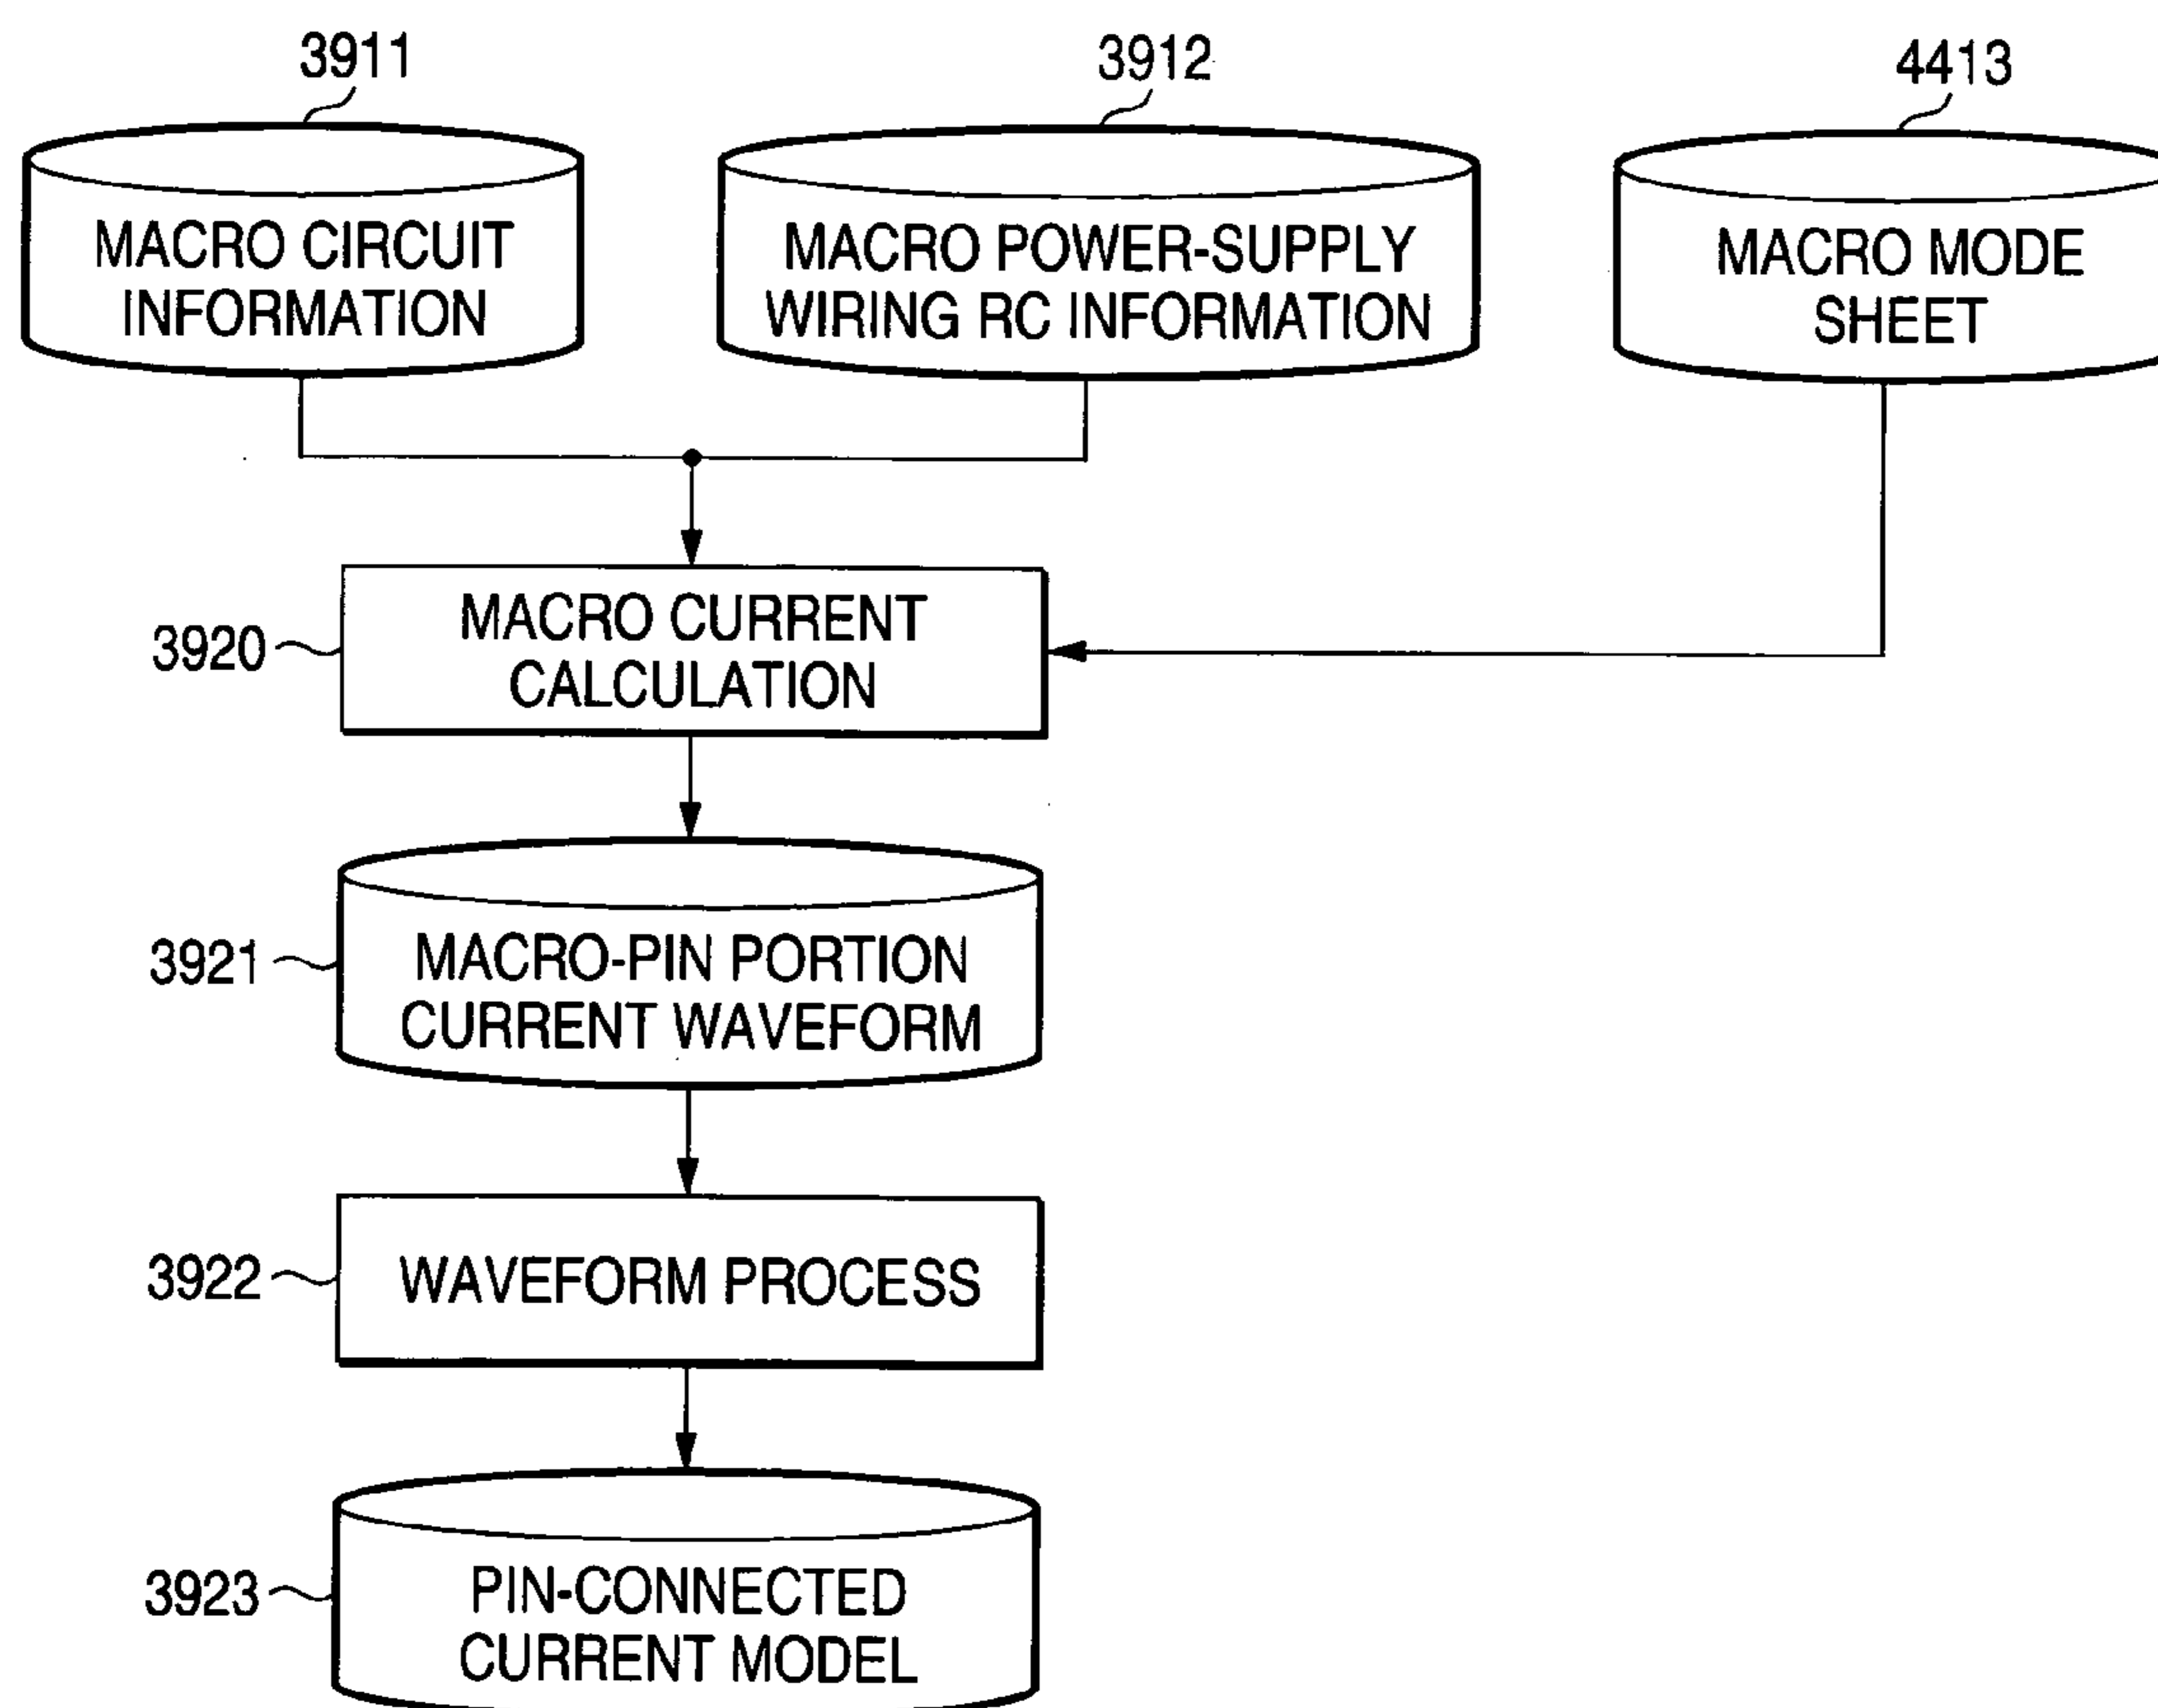 3911
3912
4413
MACRO CIRCUIT
INFORMATION
MACRO POWER-SUPPLY
WIRING RC INFORMATION
MACRO MODE
SHEET
3920
MACRO CURRENT
CALCULATION
3921
MACRO-PIN PORTION
CURRENT WAVEFORM
3922
WAVEFORM PROCESS
3923
PIN-CONNECTED
CURRENT MODEL